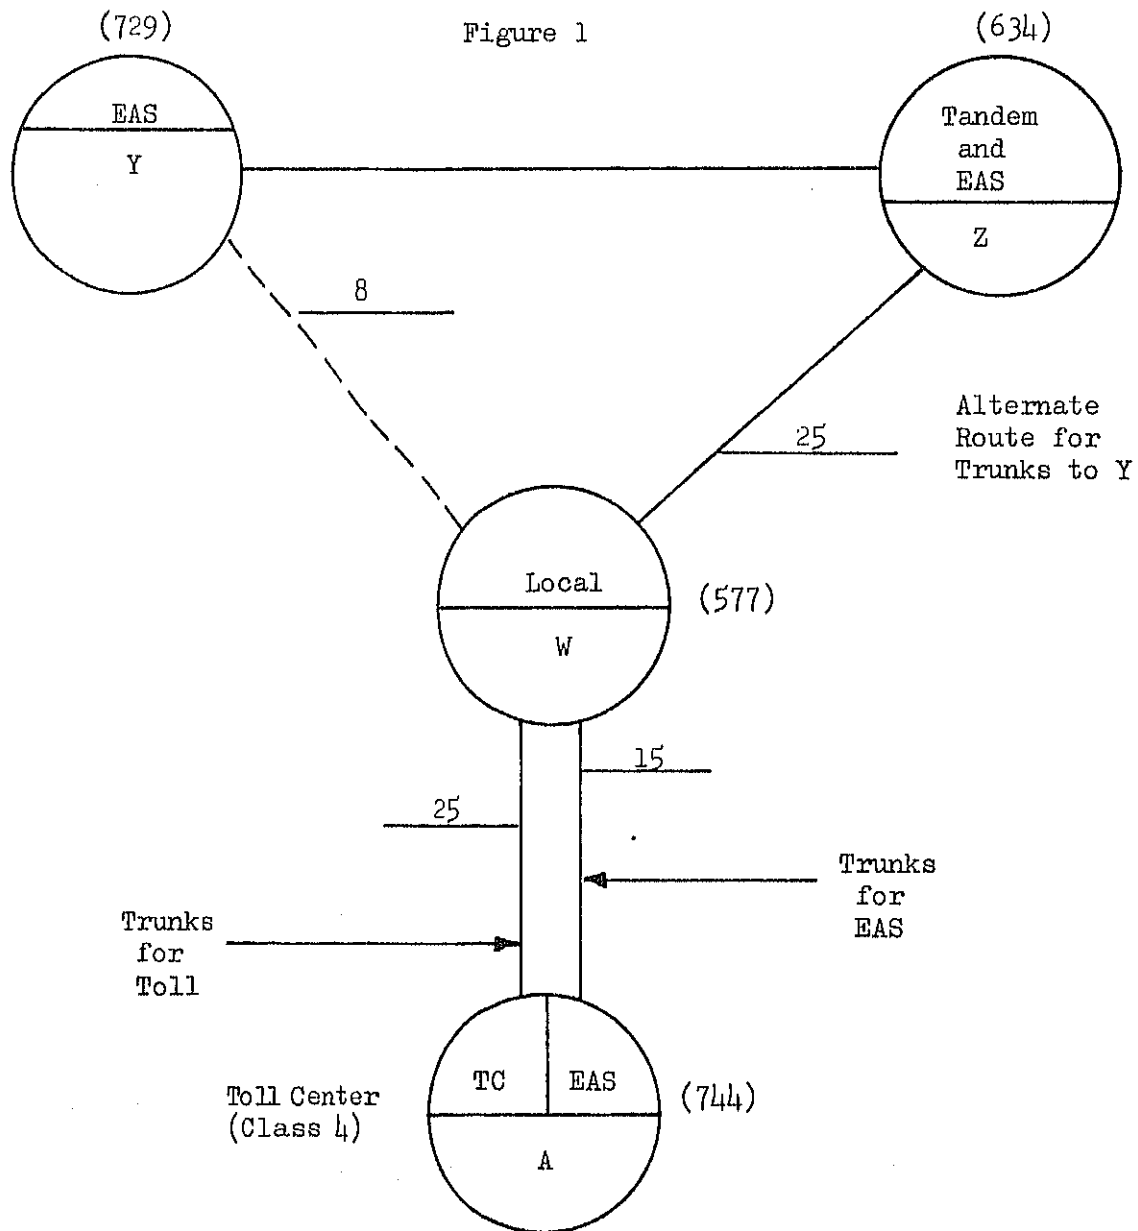 (729)
Figure 1
(634)
EAS
Y
Tandem
and
EAS
Z
8
25
Alternate
Route for
Trunks to Y
Local
W
(577)
15
25
Trunks
for
EAS
Trunks
for
Toll
TC
EAS
(744)
Toll Center
(Class 4)
A